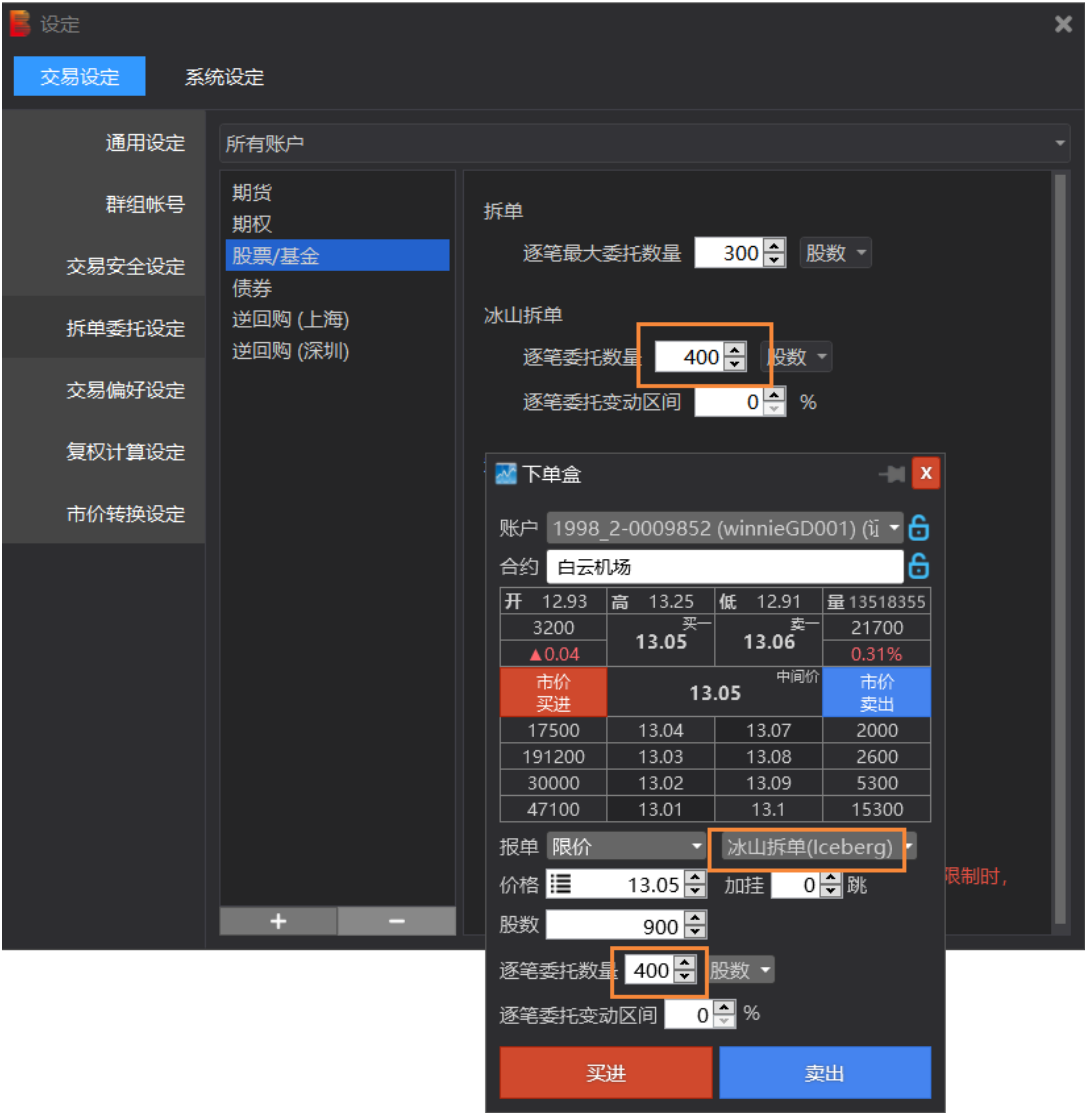 设定
交易设定 系统设定
通用设定
群组帐号
交易安全设定
拆单委托设定
交易偏好设定
复权计算设定
市价转换设定
所有账户
期货
期权
股票/基金
债券
逆回购 (上海)
逆回购 (深圳)
+ −
拆单
逐笔最大委托数量 300 股数
冰山拆单
逐笔委托数量 400 股数
逐笔委托变动区间 0 %
限制时，
下单盒 X
账户 1998_2-0009852 (winnieGD001) (
合约 白云机场
开 12.93 高 13.25 低 12.91 量 13518355
3200 13.05 买一 13.06 卖一 21700
▲0.04 0.31%
市价买进 13.05 中间价 市价卖出
17500 13.04 13.07 2000
191200 13.03 13.08 2600
30000 13.02 13.09 5300
47100 13.01 13.1 15300
报单 限价 冰山拆单(Iceberg)
价格 13.05 加挂 0 跳
股数 900
逐笔委托数量 400 股数
逐笔委托变动区间 0 %
买进 卖出